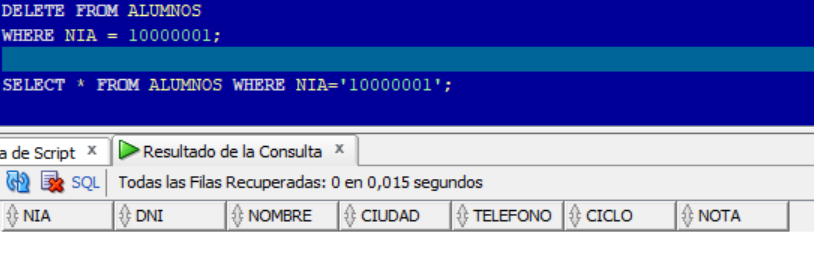 DELETE FROM ALUMNOS
WHERE NIA = 10000001;
SELECT * FROM ALUMNOS WHERE NIA='10000001';
a de Script x Resultado de la Consulta x
SQL Todas las Filas Recuperadas: 0 en 0,015 segundos
NIA DNI NOMBRE CIUDAD TELEFONO CICLO NOTA